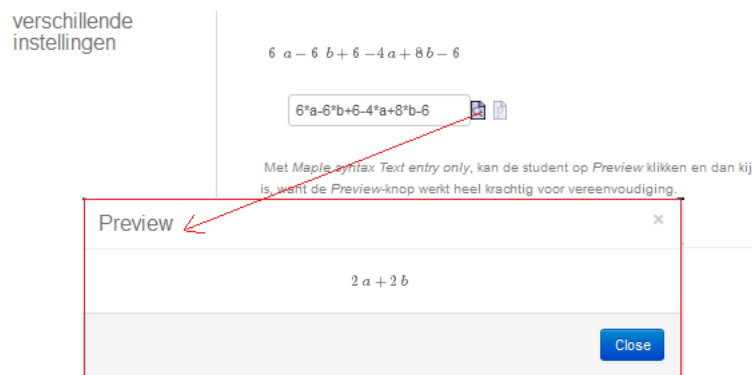 verschillende
instellingen
6 a − 6 b + 6 − 4 a + 8 b − 6
6*a-6*b+6-4*a+8*b-6
Met Maple syntax Text entry only, kan de student op Preview klikken en dan kij
is, want de Preview-knop werkt heel krachtig voor vereenvoudiging.
Preview ×
2 a + 2 b
Close